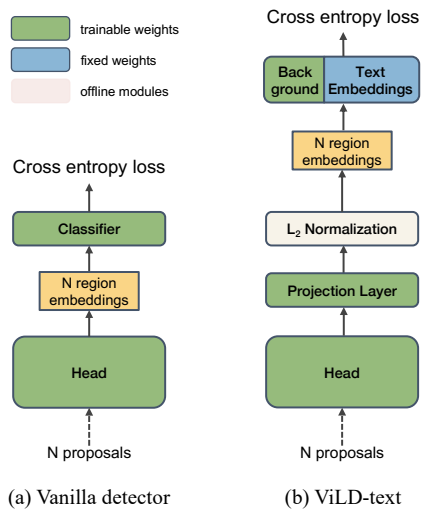 trainable weights
fixed weights
offline modules
Cross entropy loss
Classifier
N region
embeddings
Head
N proposals
(a) Vanilla detector
Cross entropy loss
Back
ground
Text
Embeddings
N region
embeddings
L₂ Normalization
Projection Layer
Head
N proposals
(b) ViLD-text